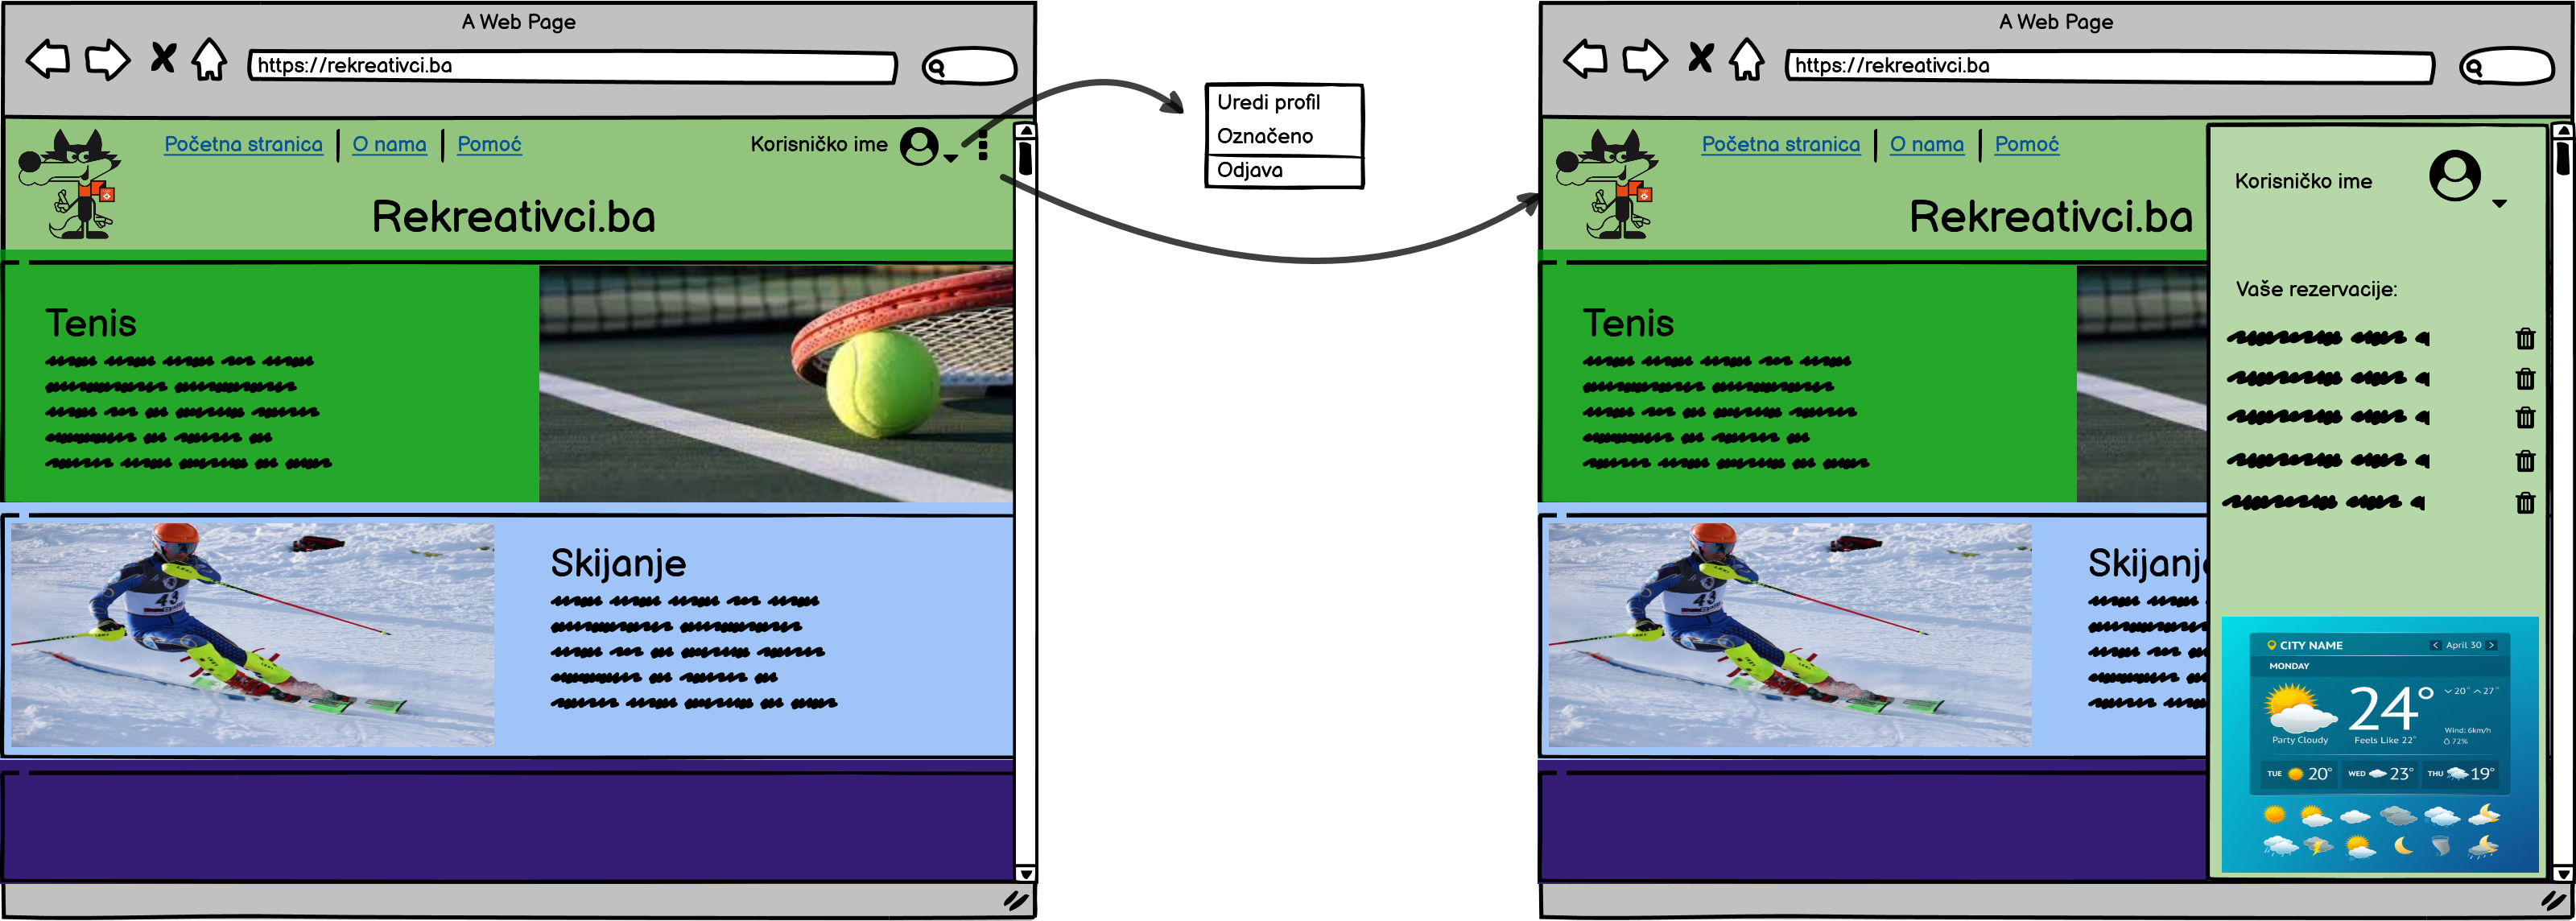 A Web Page
https://rekreativci.ba
Početna stranica
O nama
Pomoć
Korisničko ime
Rekreativci.ba
Tenis
43
Skijanje
Uredi profil
Označeno
Odjava
A Web Page
https://rekreativci.ba
Početna stranica
O nama
Pomoć
Rekreativci.ba
Tenis
43
Skijanj
Korisničko ime
Vaše rezervacije:
CITY NAME
April 30
MONDAY
24°
20° 27°
Party Cloudy
Feels Like 22°
Wind: 6km/h
72%
TUE 20°
WED 23°
THU 19°